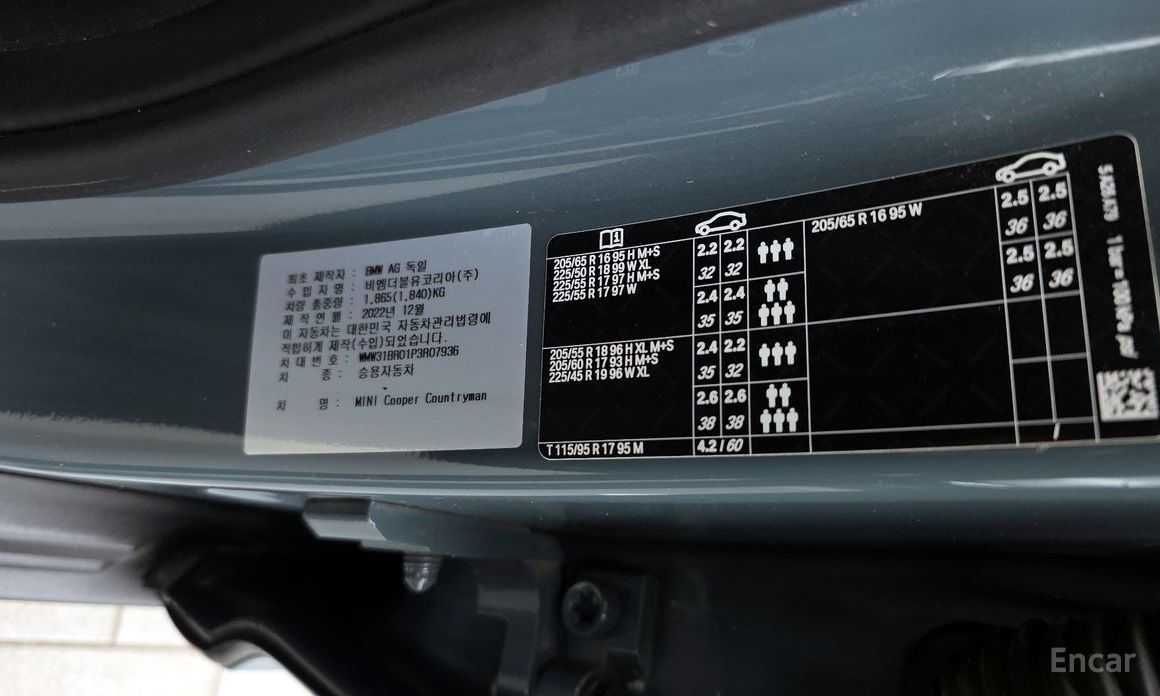 최초 제작자 : BMW AG 독일
수 입 자 명 : 비엠더블유코리아(주)
차량 총중량 : 1,865(1,840)KG
제 작 연 월 : 2022년 12월
이 자동차는 대한민국 자동차관리법령에
적합하게 제작(수입)되었습니다.
차 대 번 호 : WMW31BR01P3R07936
차 종 : 승용자동차
차 명 : MINI Cooper Countryman
1
205/65 R 16 95 H M+S
225/50 R 18 99 W XL
225/55 R 17 97 H M+S
225/55 R 17 97 W
2.2 2.2
32 32
2.4 2.4
35 35
205/55 R 18 96 H XL M+S
205/60 R 17 93 H M+S
225/45 R 19 96 W XL
2.4 2.2
35 32
2.6 2.6
38 38
T 115/95 R 17 95 M
4.2 / 60
205/65 R 16 95 W
2.5 2.5
36 36
2.5 2.5
36 36
/
1 bar = 100 kPa
Encar